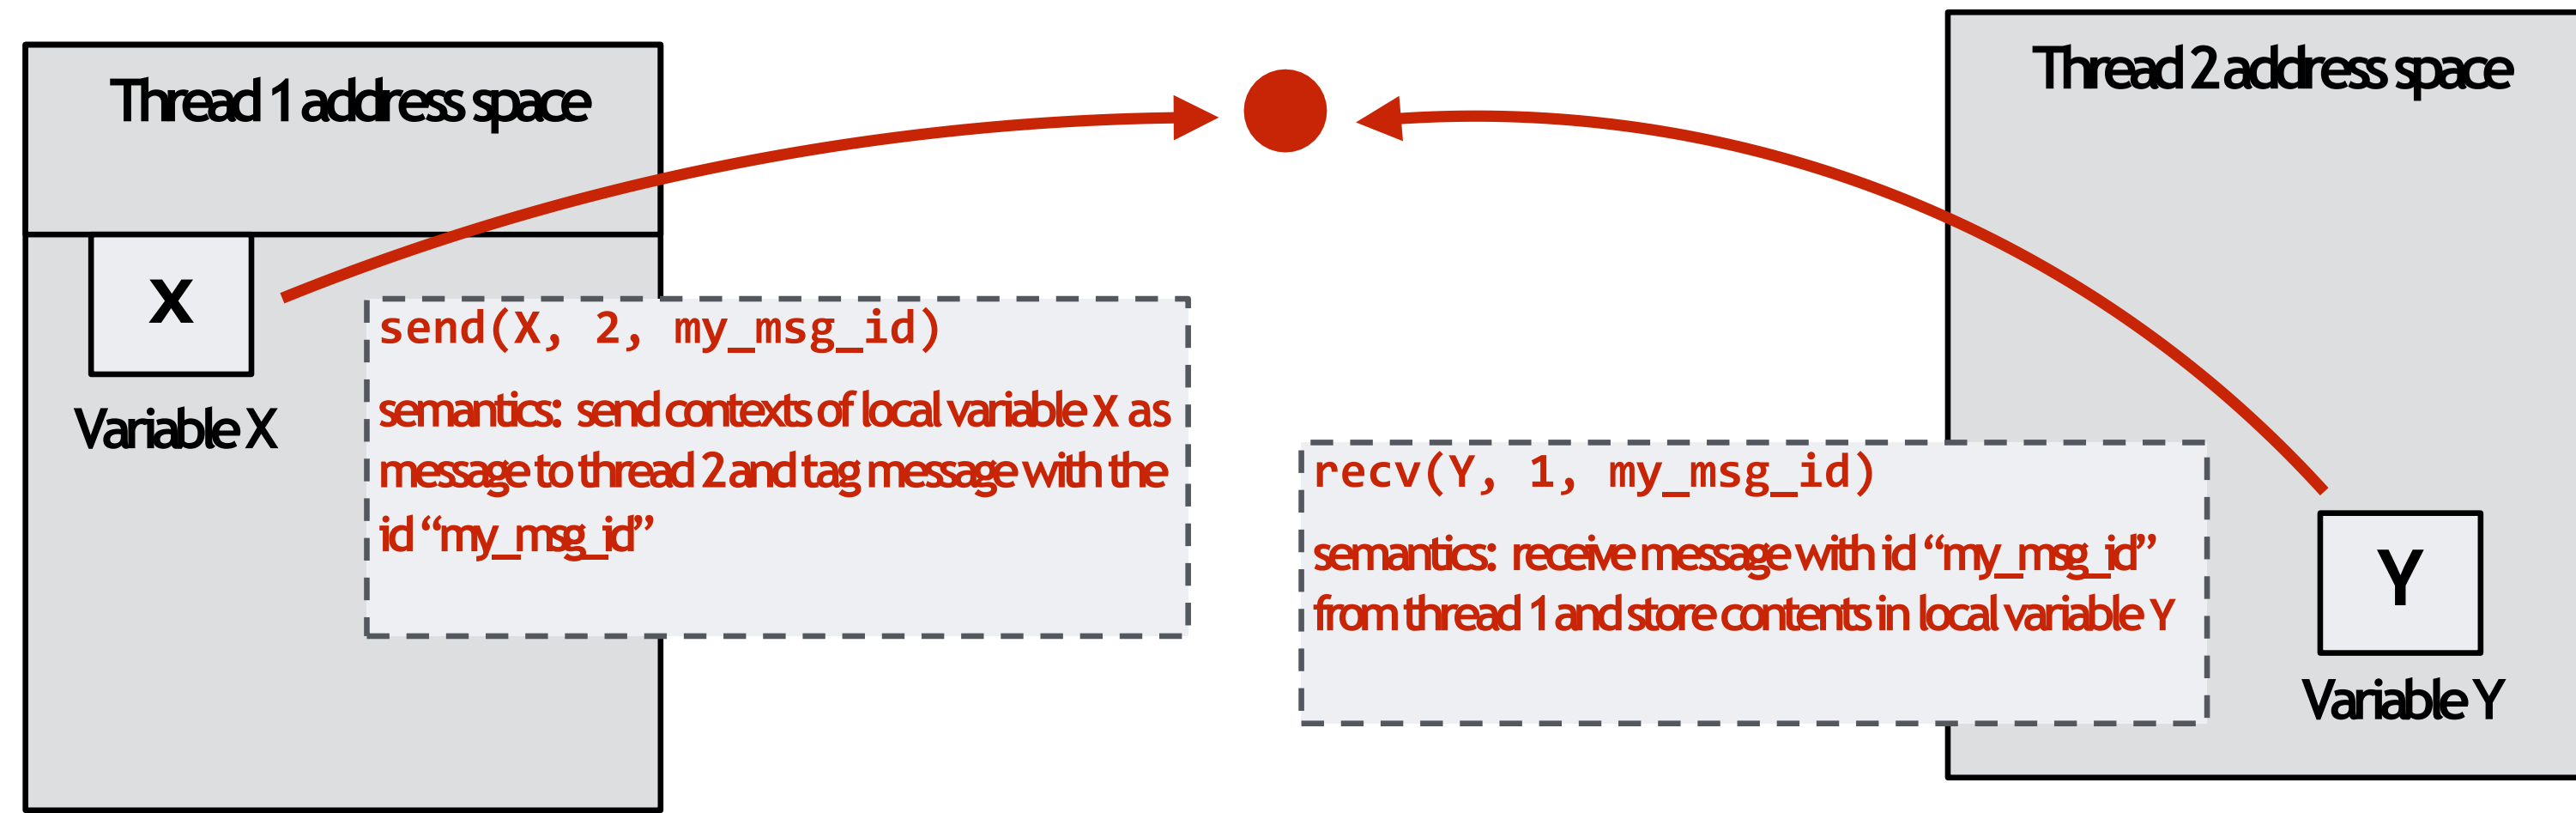 Thread 1 address space
Thread 2 address space
X
Variable X
send(X, 2, my_msg_id)
semantics: send contexts of local variable X as
message to thread 2 and tag message with the
id “my_msg_id”
recv(Y, 1, my_msg_id)
semantics: receive message with id “my_msg_id”
from thread 1 and store contents in local variable Y
Y
Variable Y